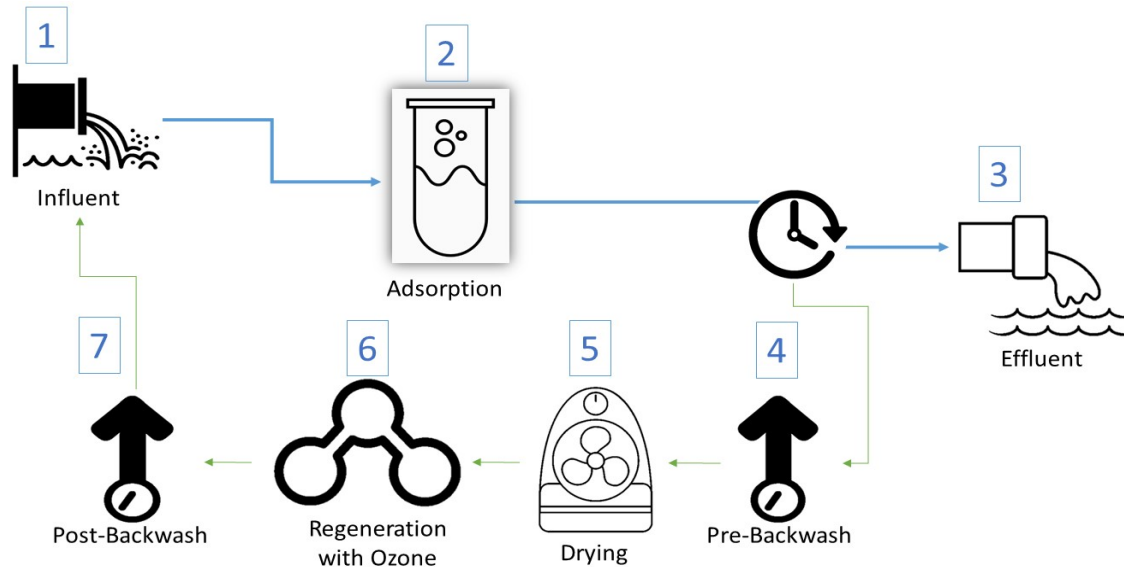 1
Influent
2
Adsorption
3
Effluent
4
Pre-Backwash
5
Drying
6
Regeneration
with Ozone
7
Post-Backwash